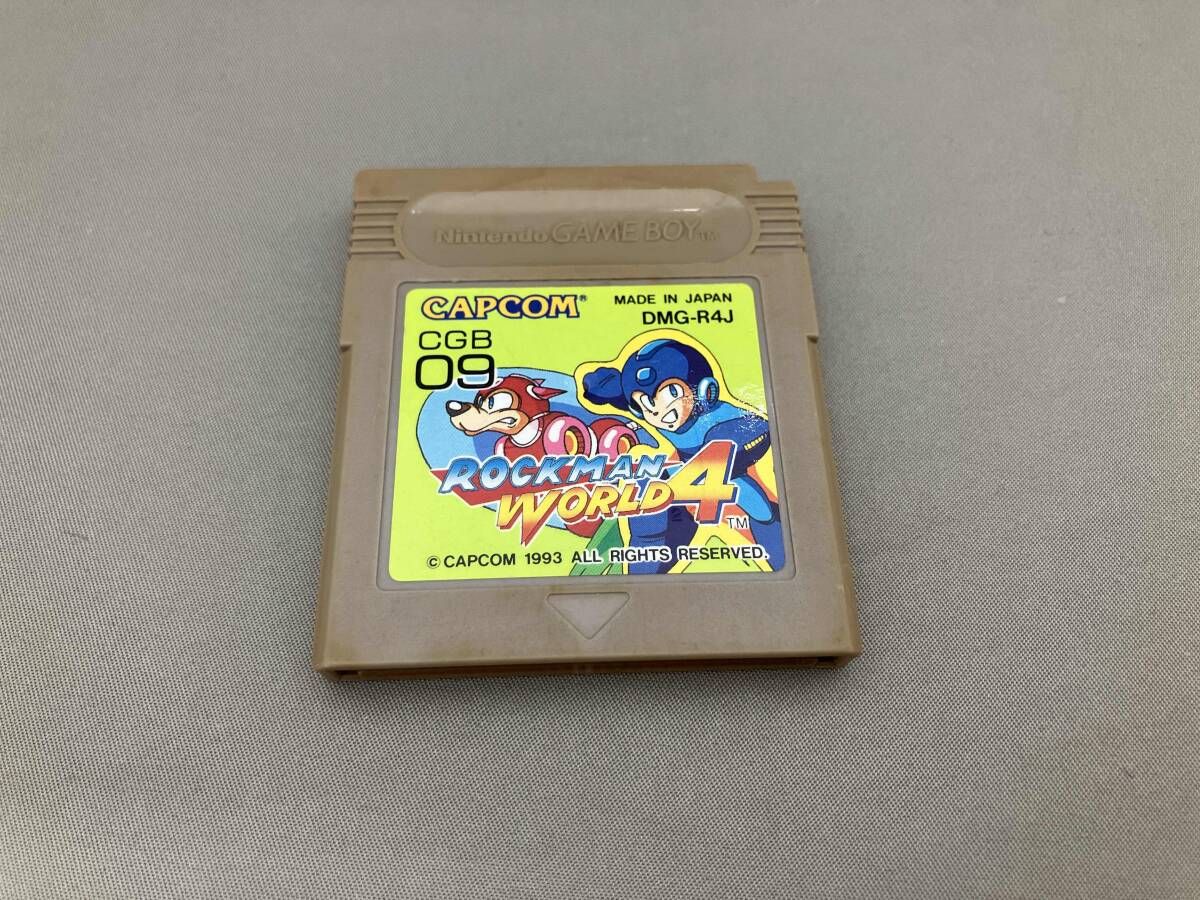 Nintendo GAME BOY TM
CAPCOM®
MADE IN JAPAN
DMG-R4J
CGB
09
ROCKMAN
WORLD 4 TM
© CAPCOM 1993 ALL RIGHTS RESERVED.